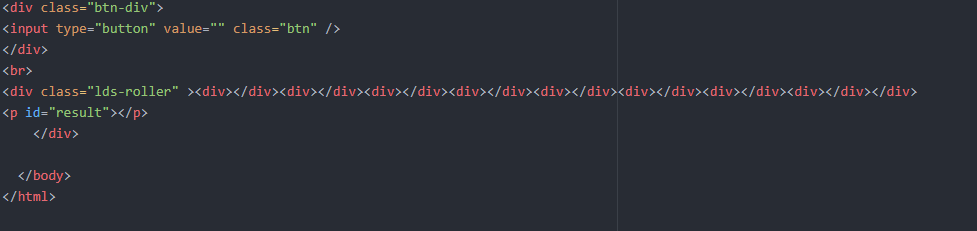 <div class="btn-div">
<input type="button" value="" class="btn" />
</div>
<br>
<div class="lds-roller" ><div></div><div></div><div></div><div></div><div></div><div></div><div></div><div></div></div>
<p id="result"></p>
    </div>

  </body>
</html>